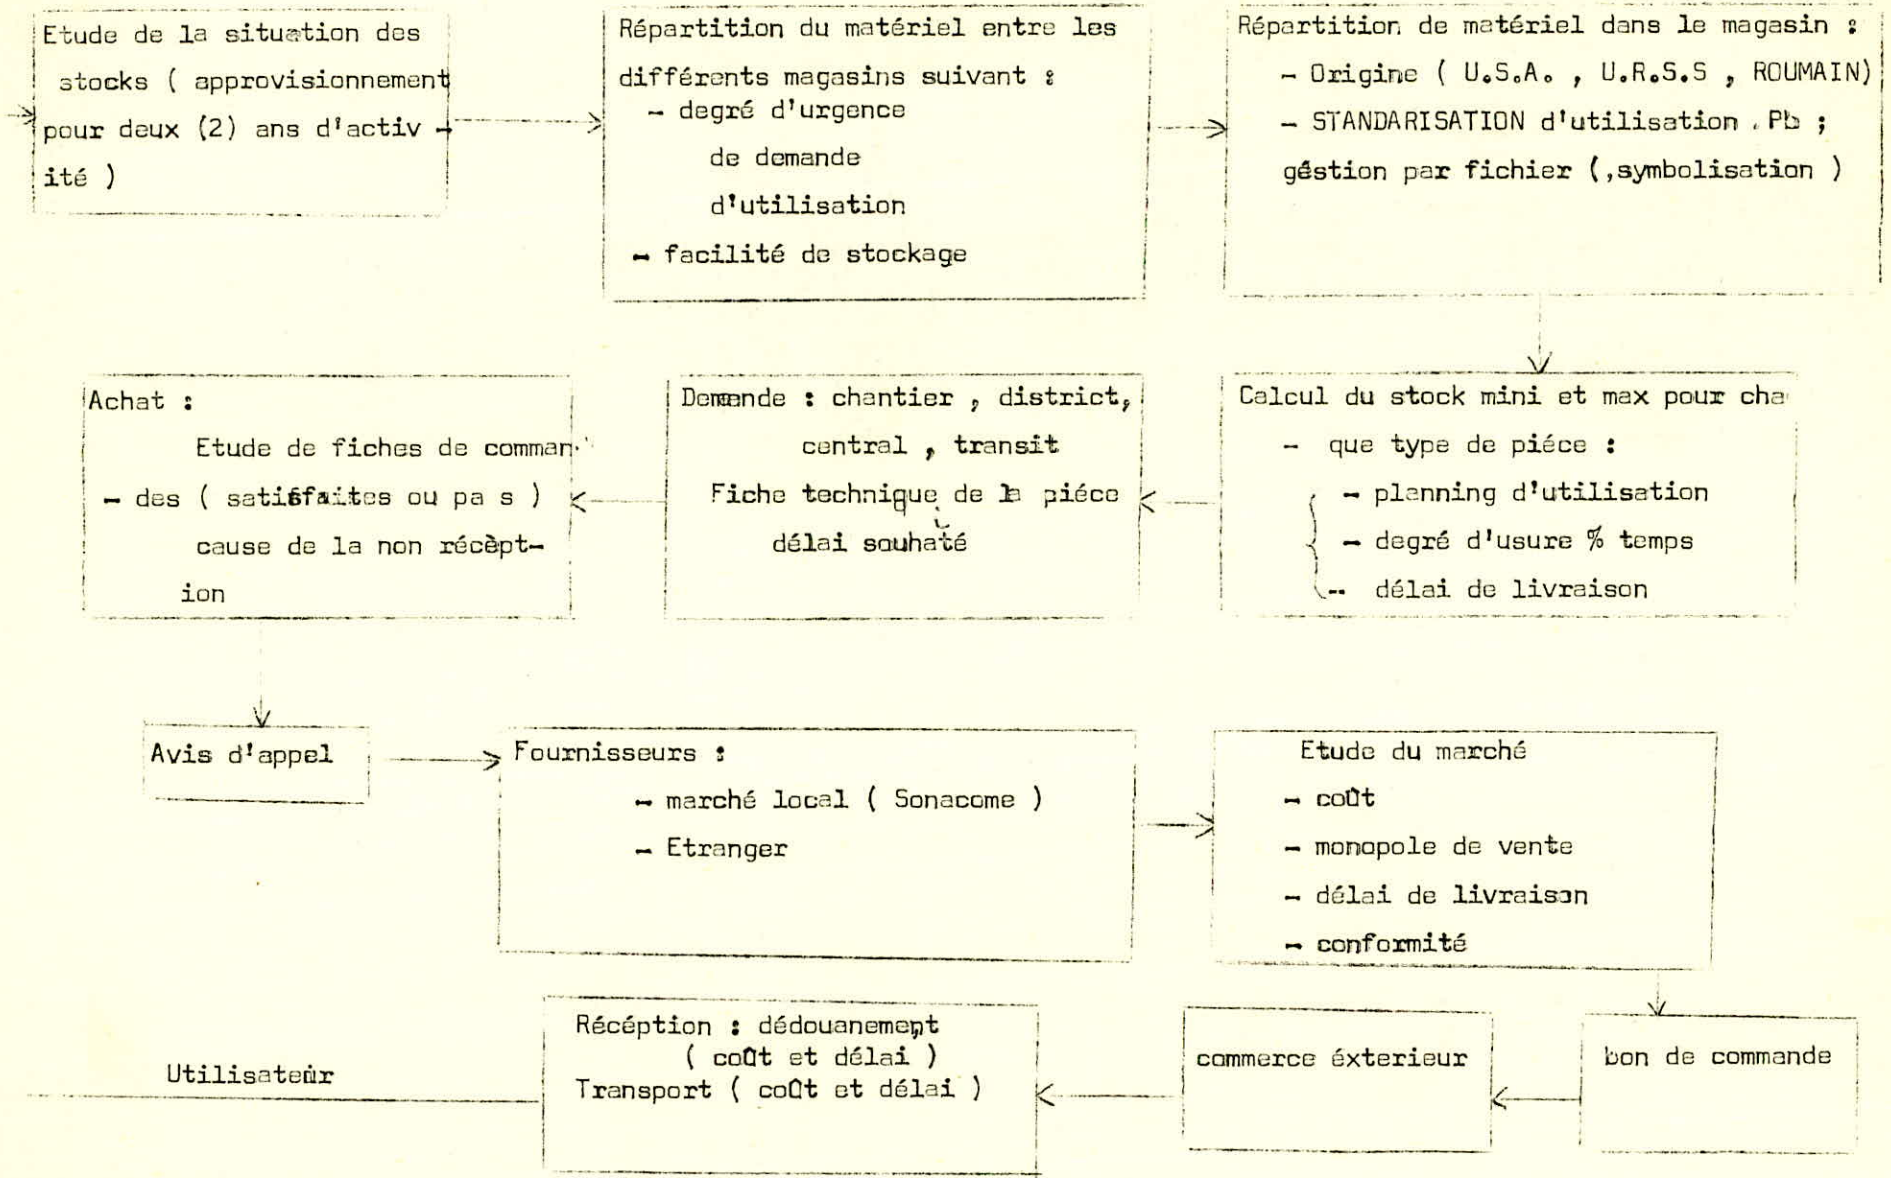 Etude de la situation des
stocks ( approvisionnement
pour deux (2) ans d'activ -
ité )
Répartition du matériel entre les
différents magasins suivant :
- degré d'urgence
de demande
d'utilisation
- facilité de stockage
Répartition de matériel dans le magasin :
- Origine ( U.S.A. , U.R.S.S , ROUMAIN)
- STANDARISATION d'utilisation . Pb ;
géstion par fichier (,symbolisation )
Calcul du stock mini et max pour cha
- que type de piéce :
- planning d'utilisation
- degré d'usure % temps
-- délai de livraison
Demande : chantier , district,
central , transit
Fiche technique de la piéce
délai souhaté
Achat :
Etude de fiches de comman
- des ( satisfaites ou pa s )
cause de la non récèpt-
ion
Avis d'appel
Fournisseurs :
- marché local ( Sonacome )
- Etranger
Etude du marché
- coût
- monopole de vente
- délai de livraison
- conformité
bon de commande
commerce éxterieur
Récéption : dédouanement
( coût et délai )
Transport ( coût et délai )
Utilisateur